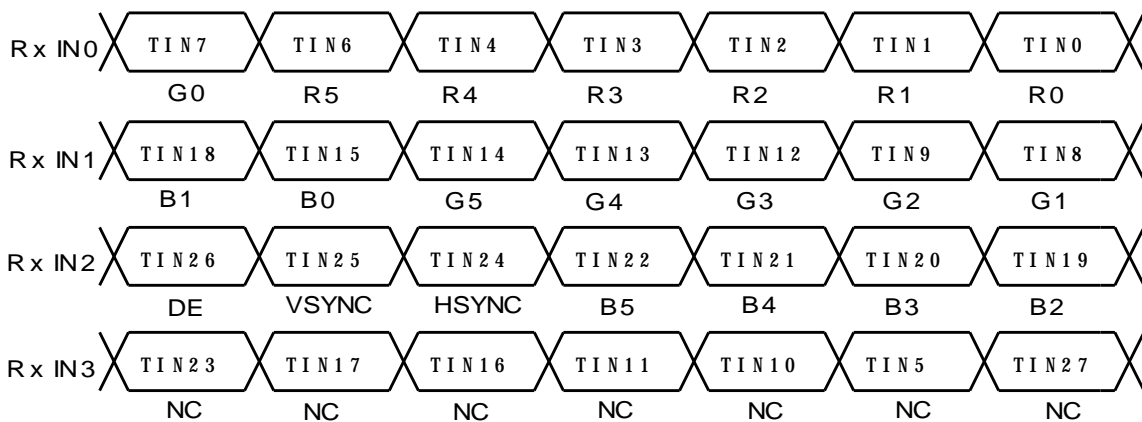 Rx IN0 TIN7 TIN6 TIN4 TIN3 TIN2 TIN1 TIN0
G0 R5 R4 R3 R2 R1 R0
Rx IN1 TIN18 TIN15 TIN14 TIN13 TIN12 TIN9 TIN8
B1 B0 G5 G4 G3 G2 G1
Rx IN2 TIN26 TIN25 TIN24 TIN22 TIN21 TIN20 TIN19
DE VSYNC HSYNC B5 B4 B3 B2
Rx IN3 TIN23 TIN17 TIN16 TIN11 TIN10 TIN5 TIN27
NC NC NC NC NC NC NC